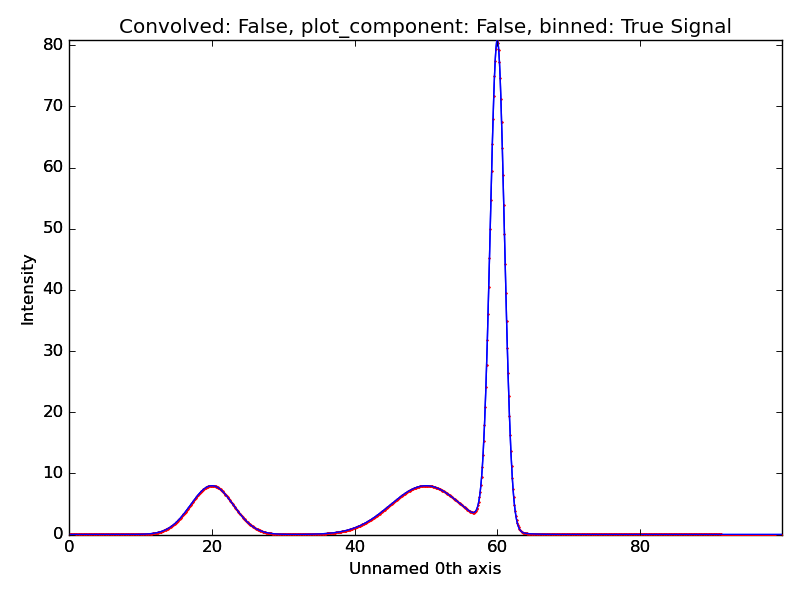 Convolved: False, plot_component: False, binned: True Signal
80
70
60
50
40
30
20
10
0
Intensity
0 20 40 60 80
Unnamed 0th axis